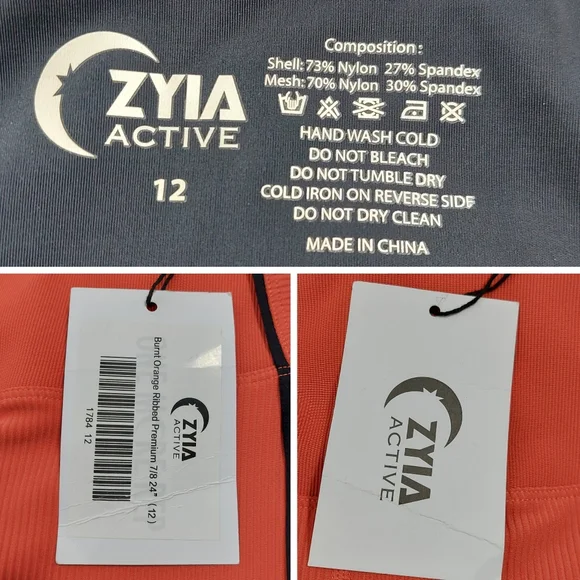 ZYIA
ACTIVE
12
Composition:
Shell: 73% Nylon 27% Spandex
Mesh: 70% Nylon 30% Spandex
HAND WASH COLD
DO NOT BLEACH
DO NOT TUMBLE DRY
COLD IRON ON REVERSE SIDE
DO NOT DRY CLEAN
MADE IN CHINA
ZYIA
ACTIVE
Burnt Orange Ribbed Premium 7/8 24" (12)
1784 12
ZYIA
ACTIVE